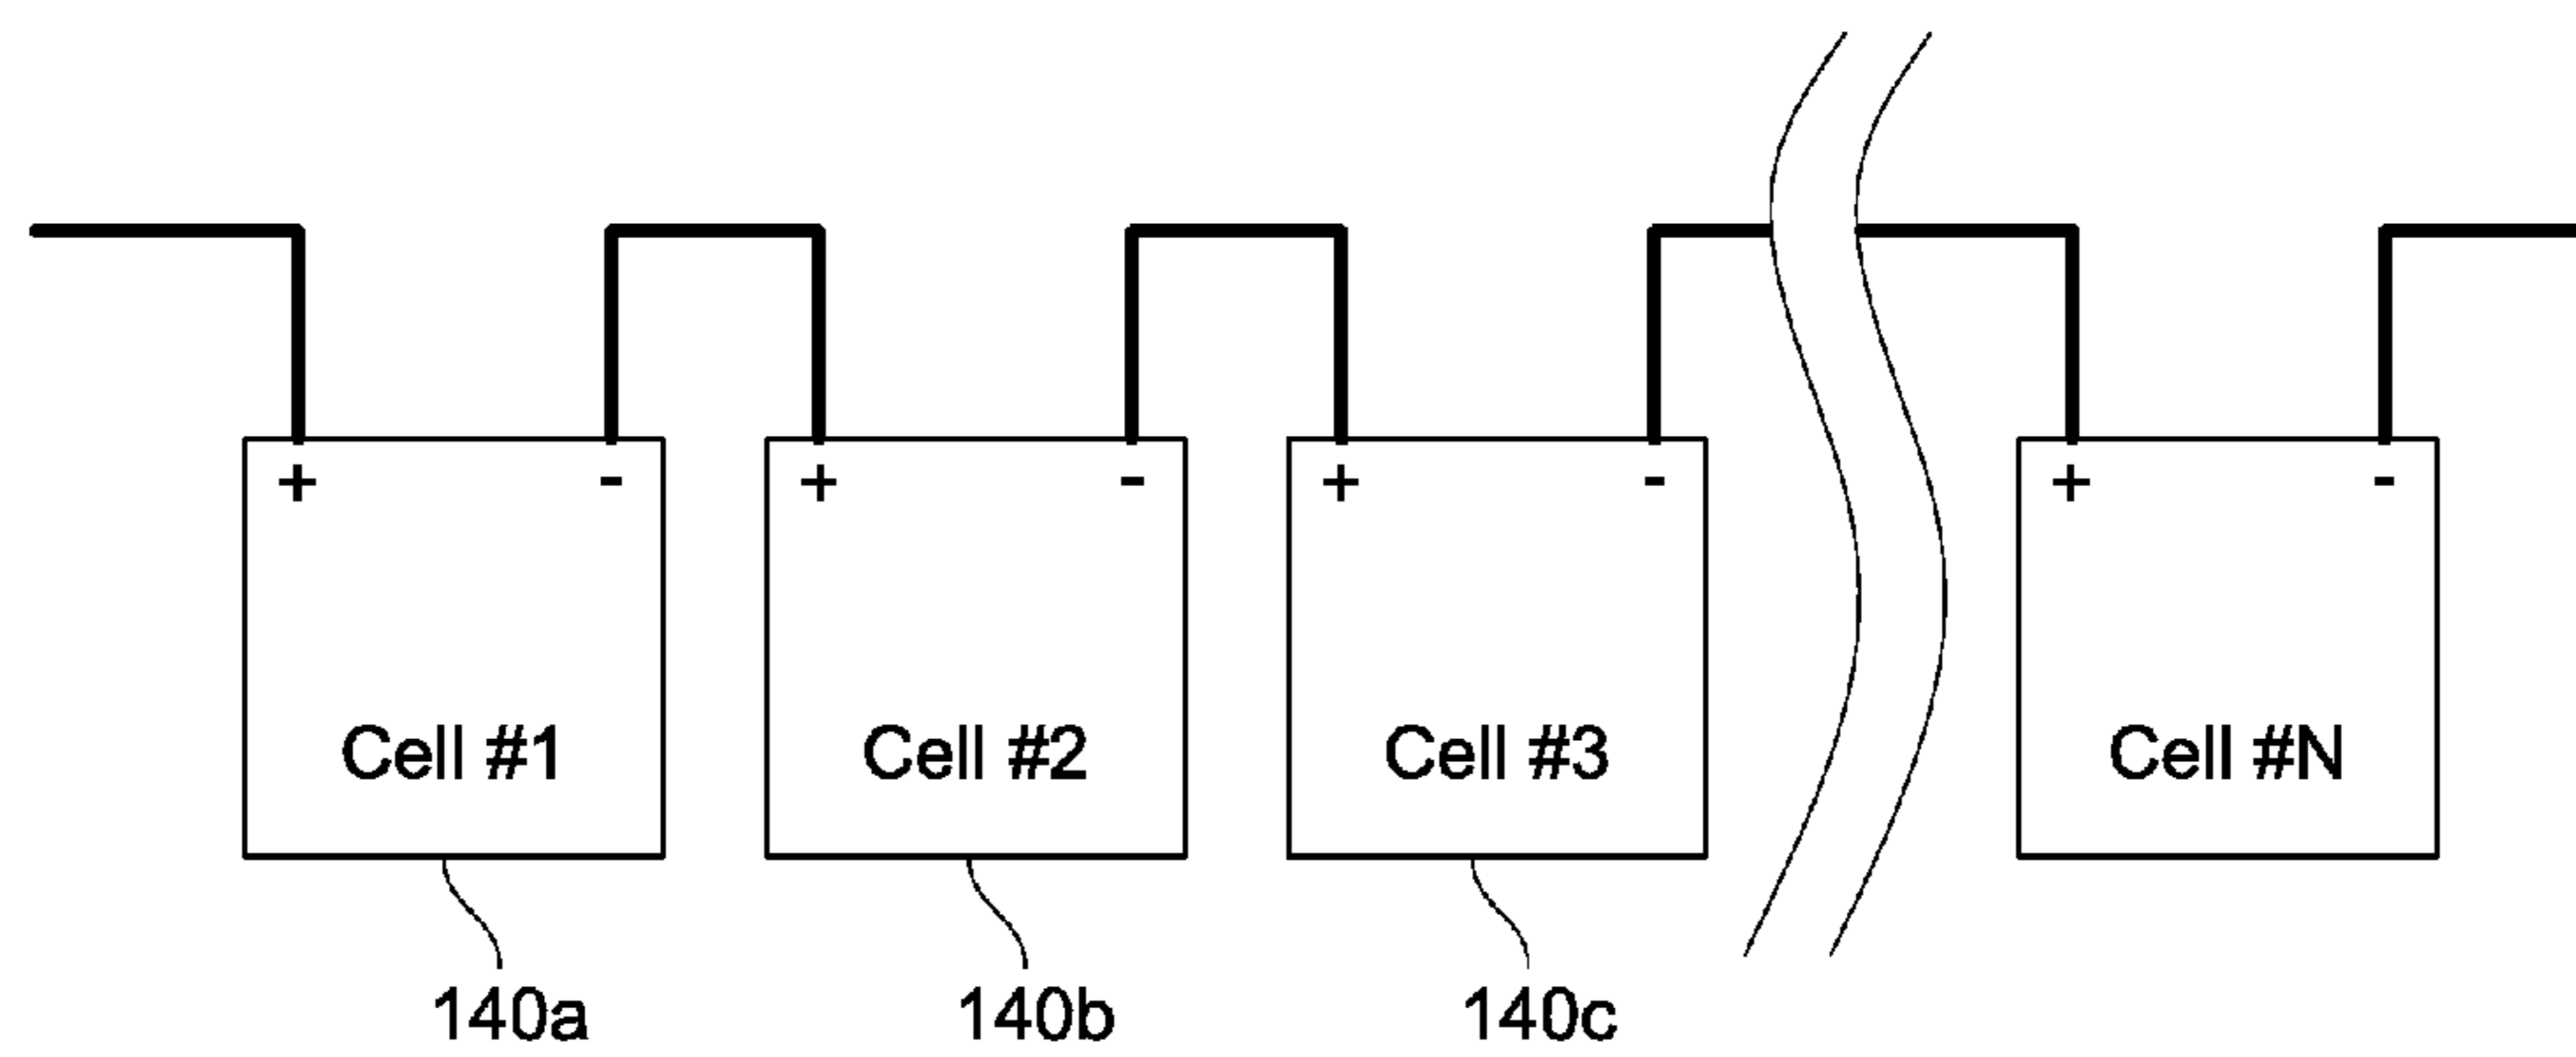 + - + - + - + -
Cell #1 Cell #2 Cell #3 Cell #N
140a 140b 140c